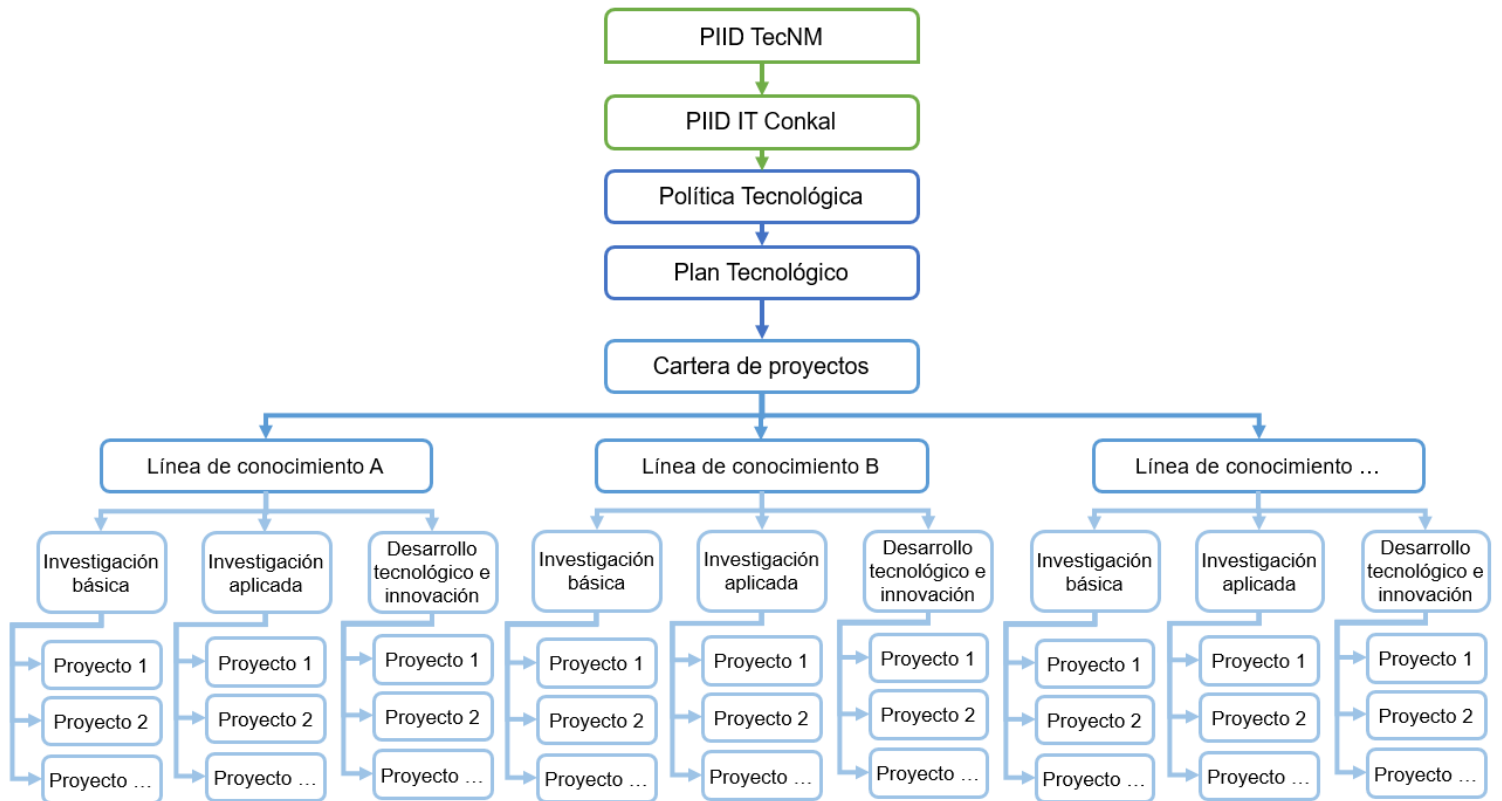 PIID TecNM
PIID IT Conkal
Política Tecnológica
Plan Tecnológico
Cartera de proyectos
Línea de conocimiento A
Línea de conocimiento B
Línea de conocimiento …
Investigación
básica
Investigación
aplicada
Desarrollo
tecnológico e
innovación
Investigación
básica
Investigación
aplicada
Desarrollo
tecnológico e
innovación
Investigación
básica
Investigación
aplicada
Desarrollo
tecnológico e
innovación
Proyecto 1
Proyecto 1
Proyecto 1
Proyecto 1
Proyecto 1
Proyecto 1
Proyecto 1
Proyecto 1
Proyecto 1
Proyecto 2
Proyecto 2
Proyecto 2
Proyecto 2
Proyecto 2
Proyecto 2
Proyecto 2
Proyecto 2
Proyecto 2
Proyecto …
Proyecto …
Proyecto …
Proyecto …
Proyecto …
Proyecto …
Proyecto …
Proyecto …
Proyecto …